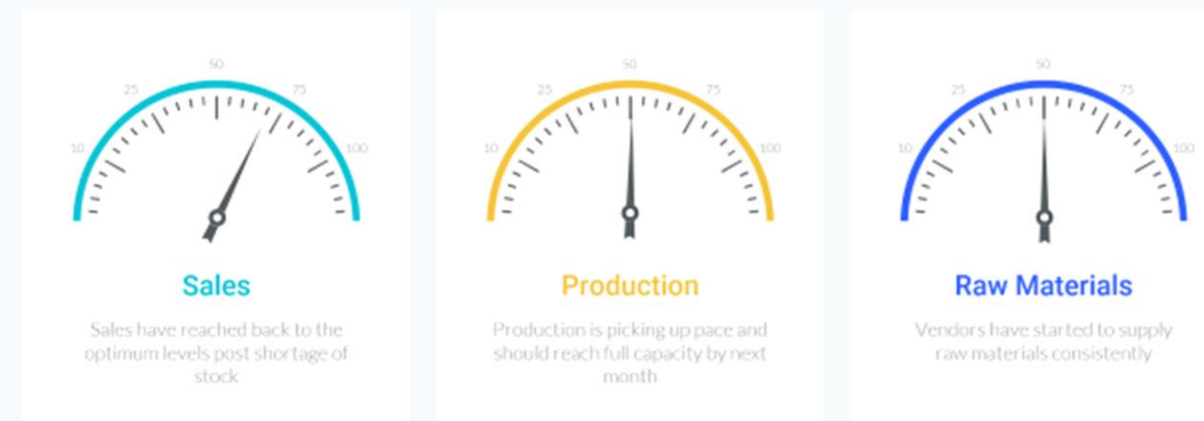 50
25 75
10 100
Sales
Sales have reached back to the
optimum levels post shortage of
stock
50
25 75
10 100
Production
Production is picking up pace and
should reach full capacity by next
month
50
25 75
10 100
Raw Materials
Vendors have started to supply
raw materials consistently